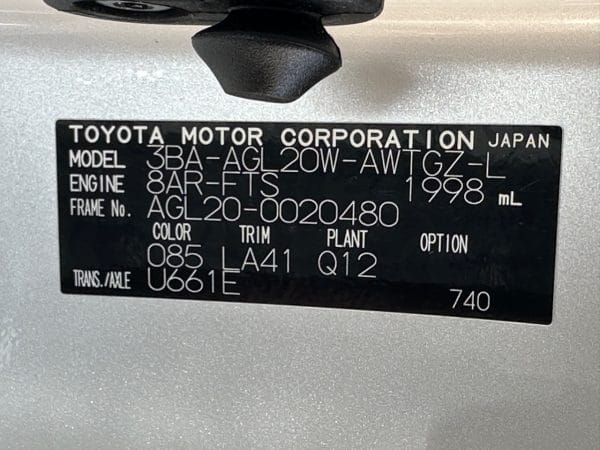 TOYOTA MOTOR CORPORATION JAPAN
MODEL 3BA-AGL20W-AWTGZ-L
ENGINE 8AR-FTS 1998 mL
FRAME No. AGL20-0020480
COLOR TRIM PLANT OPTION
085 LA41 Q12
TRANS./AXLE U661E
740